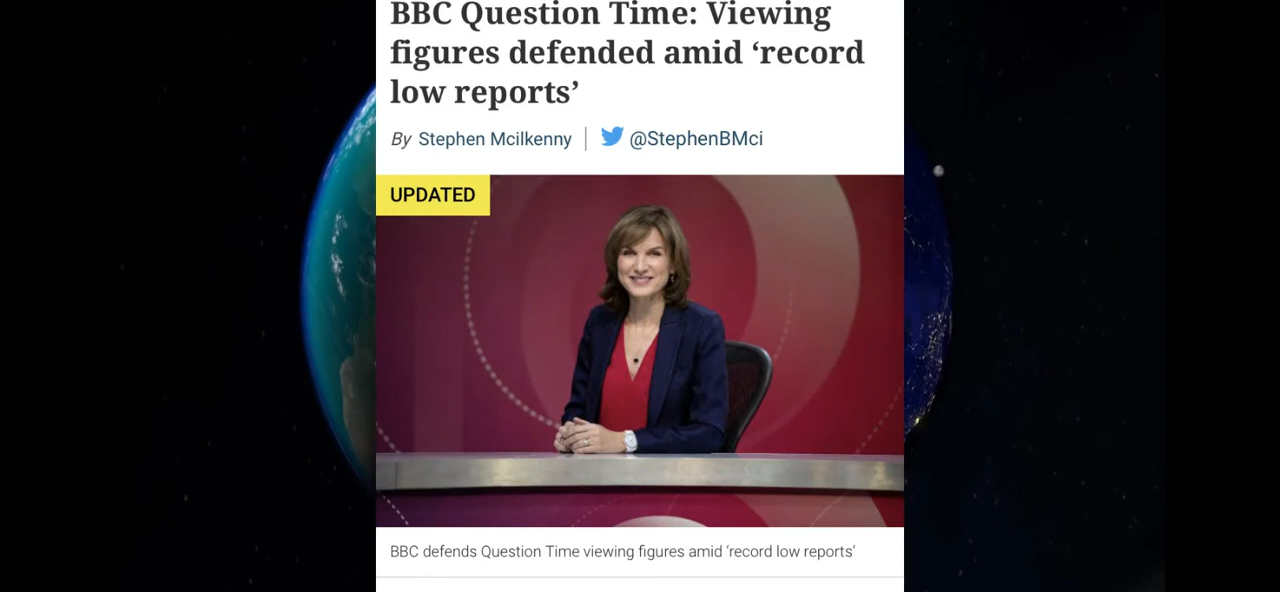 BBC Question Time: Viewing
figures defended amid ‘record
low reports’
By Stephen Mcilkenny | @StephenBMci
UPDATED
BBC defends Question Time viewing figures amid ‘record low reports’